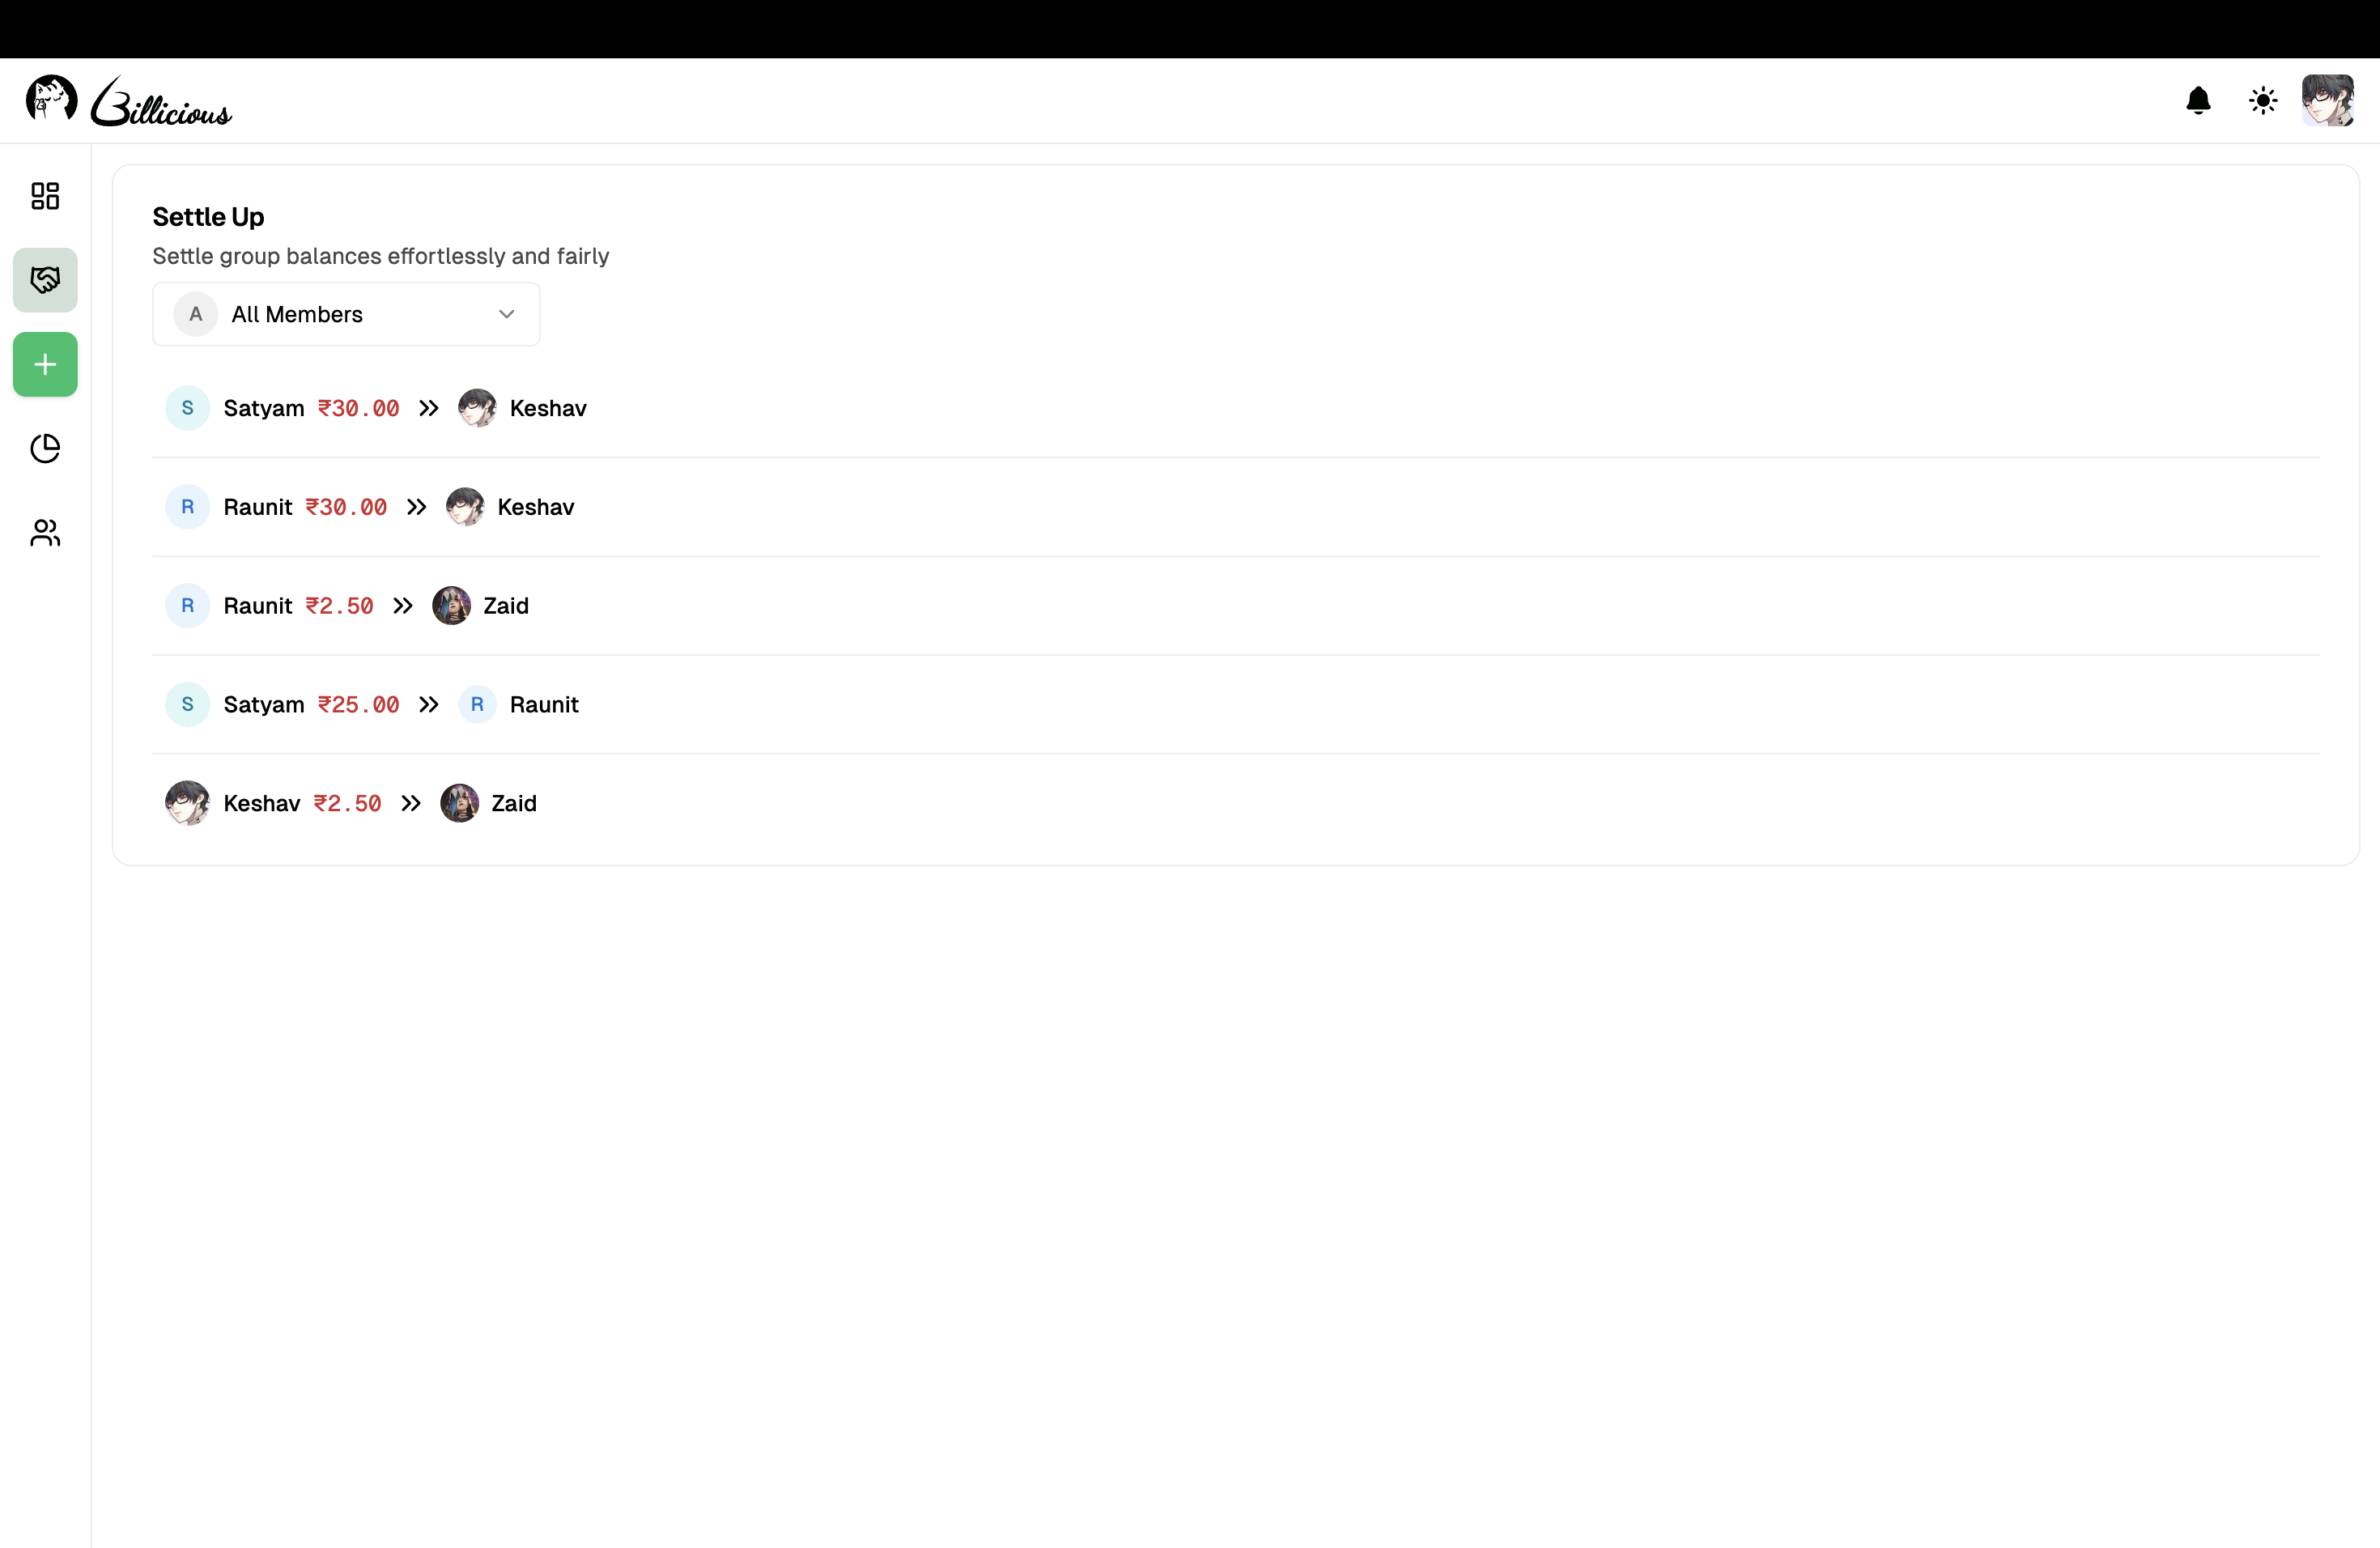 Billicious
Settle Up
Settle group balances effortlessly and fairly
A All Members
S Satyam ₹30.00 Keshav
R Raunit ₹30.00 Keshav
R Raunit ₹2.50 Zaid
S Satyam ₹25.00 R Raunit
Keshav ₹2.50 Zaid